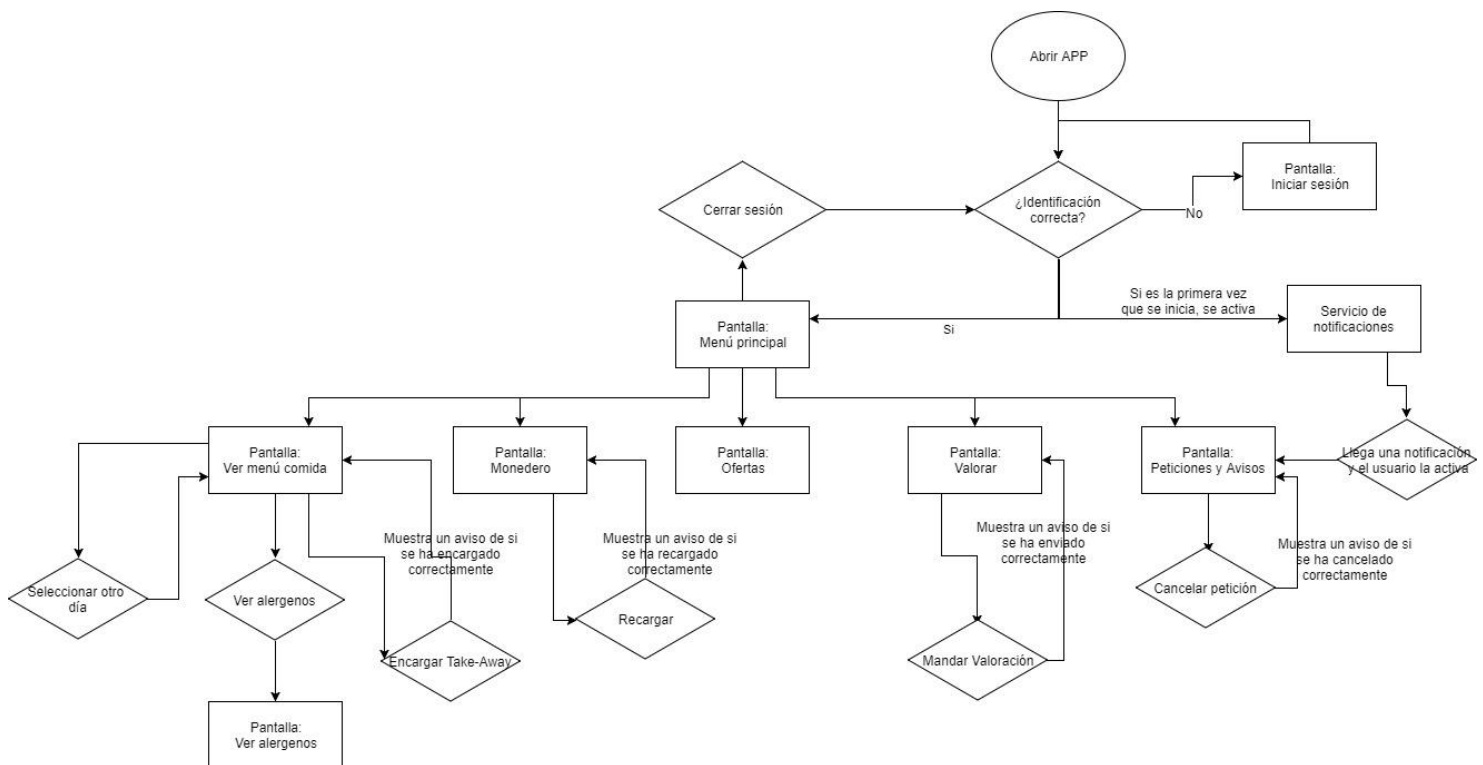 Abrir APP
Pantalla:
Iniciar sesión
Cerrar sesión
¿Identificación
correcta?
No
Si es la primera vez
que se inicia, se activa
Servicio de
notificaciones
Pantalla:
Menú principal
Si
Pantalla:
Ver menú comida
Pantalla:
Monedero
Pantalla:
Ofertas
Pantalla:
Valorar
Pantalla:
Peticiones y Avisos
Llega una notificación
y el usuario la activa
Muestra un aviso de si
se ha encargado
correctamente
Muestra un aviso de si
se ha recargado
correctamente
Muestra un aviso de si
se ha enviado
correctamente
Muestra un aviso de si
se ha cancelado
correctamente
Seleccionar otro
día
Ver alergenos
Encargar Take-Away
Recargar
Mandar Valoración
Cancelar petición
Pantalla:
Ver alergenos